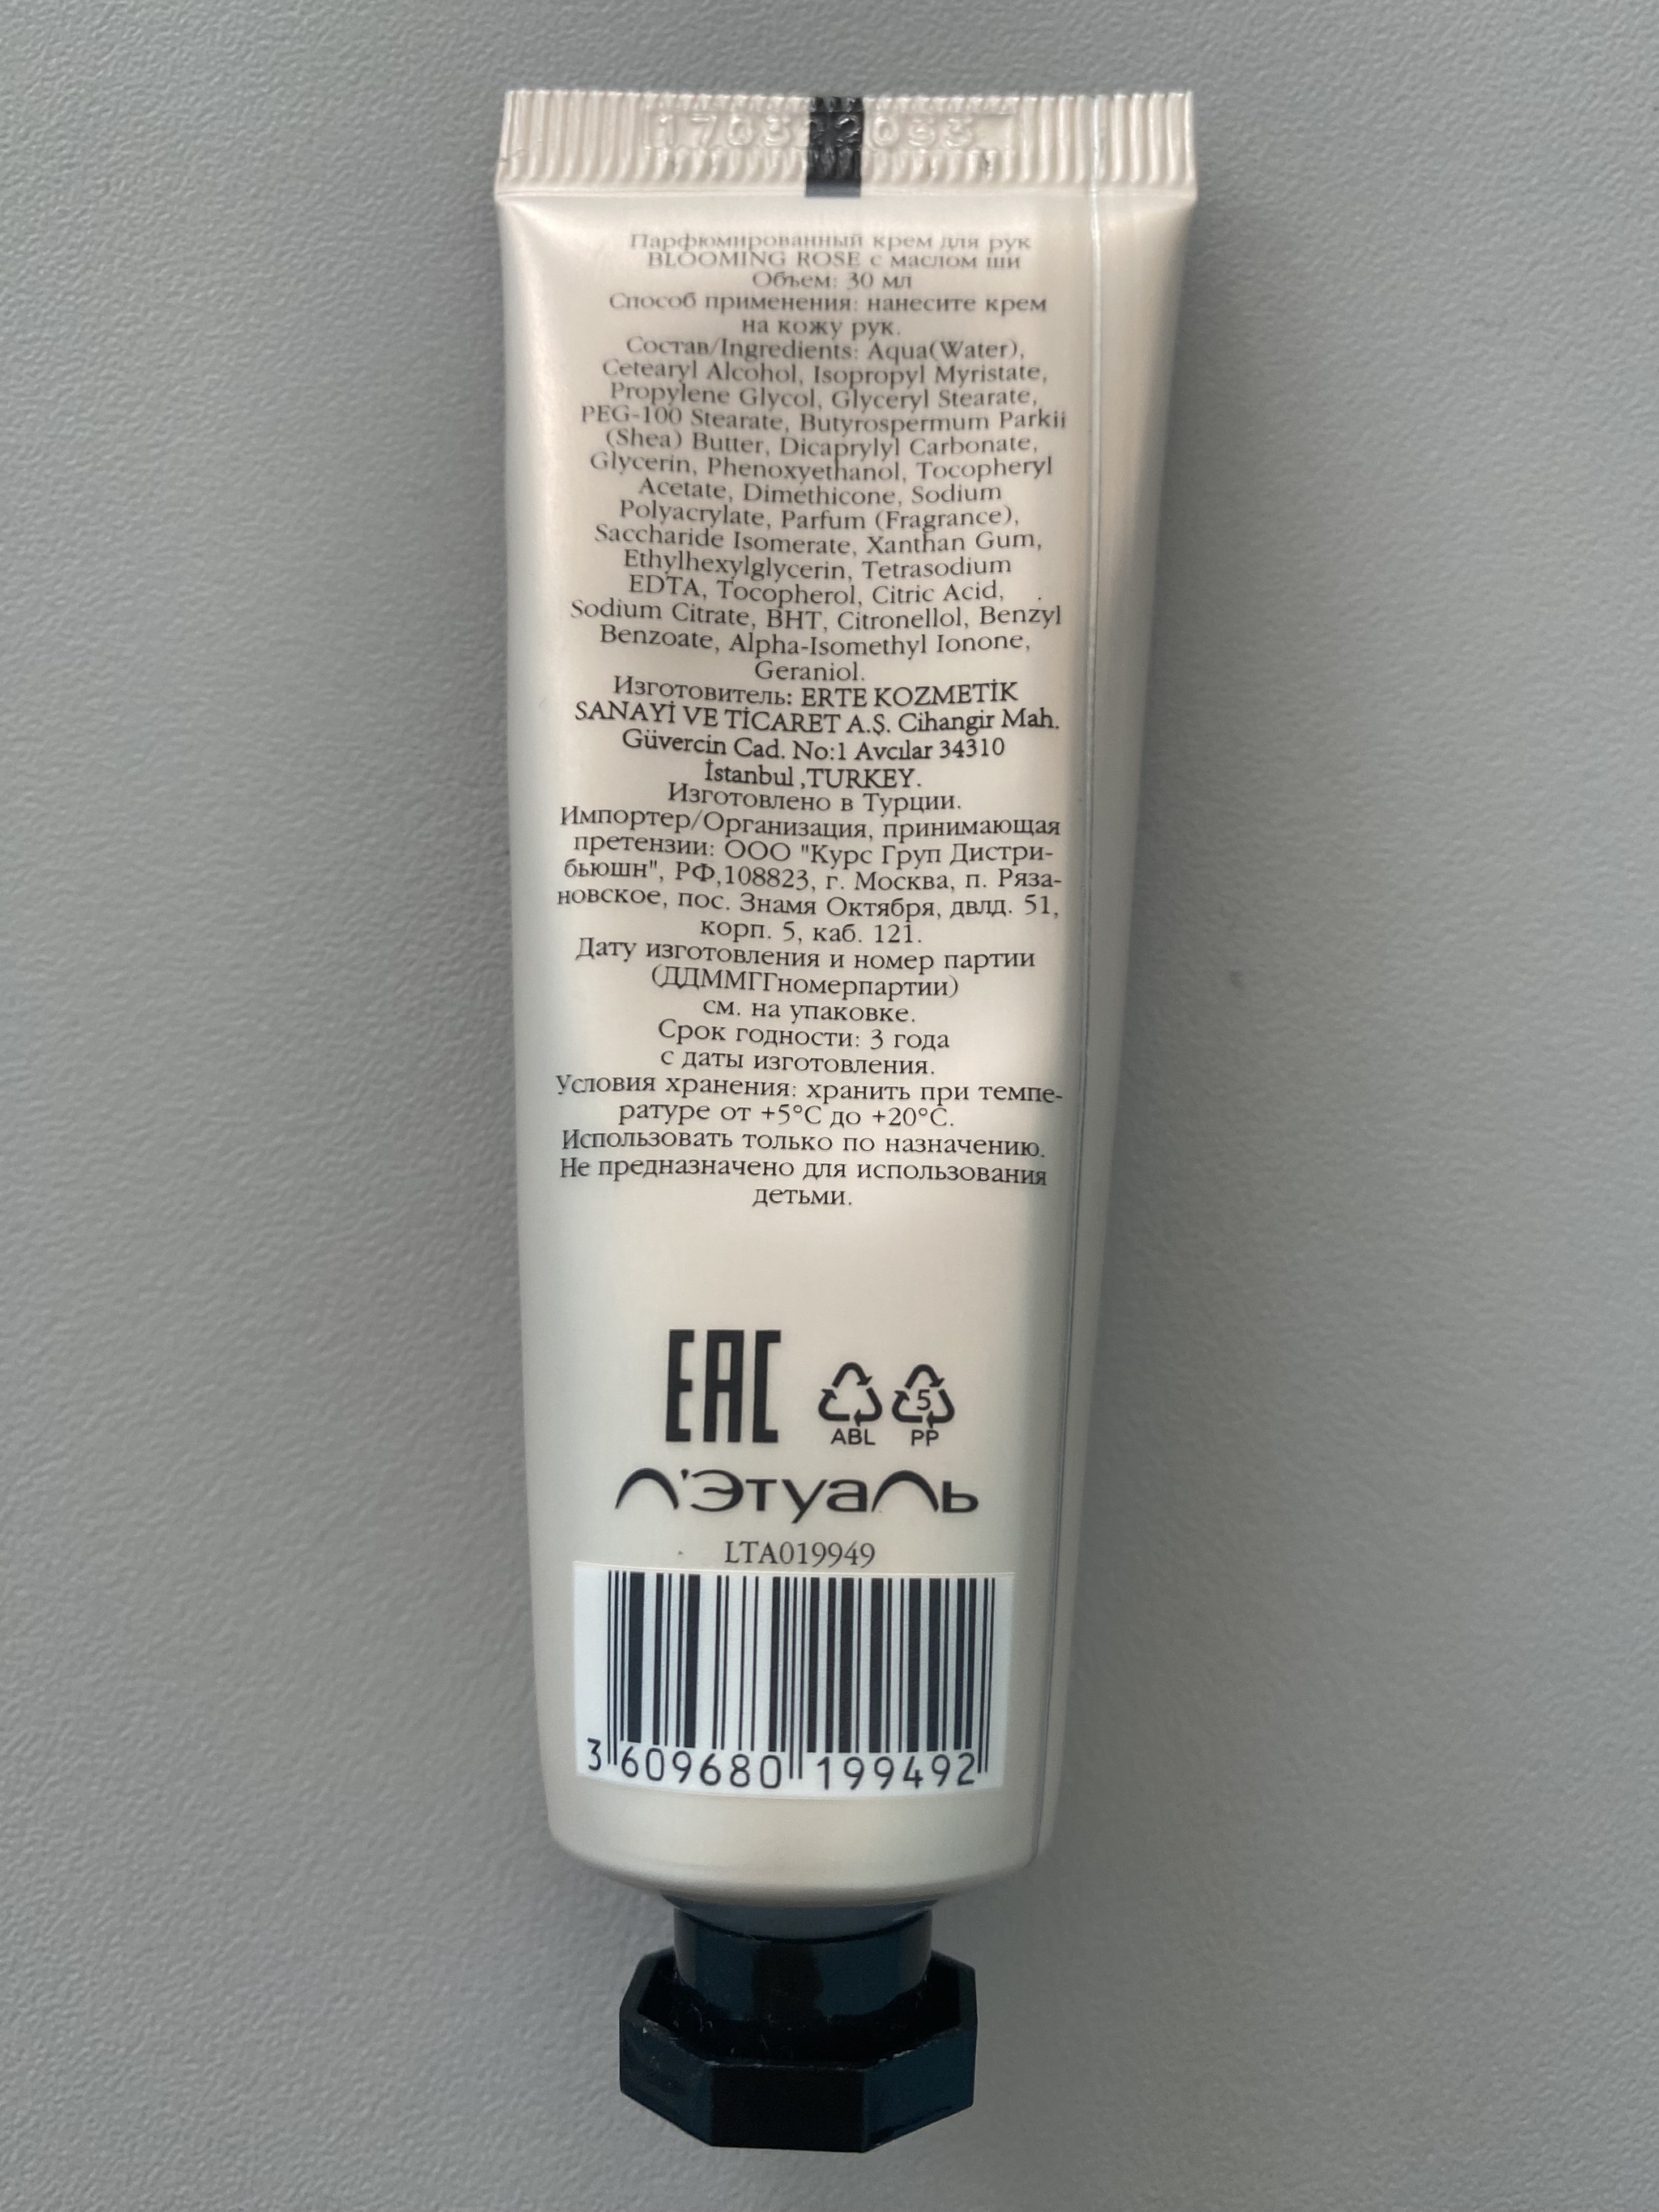 Парфюмированный крем для рук
BLOOMING ROSE с маслом ши
Объем: 30 мл
Способ применения: нанесите крем
на кожу рук.
Состав/Ingredients: Aqua(Water),
Cetearyl Alcohol, Isopropyl Myristate,
Propylene Glycol, Glyceryl Stearate,
PEG-100 Stearate, Butyrospermum Parkii
(Shea) Butter, Dicaprylyl Carbonate,
Glycerin, Phenoxyethanol, Tocopheryl
Acetate, Dimethicone, Sodium
Polyacrylate, Parfum (Fragrance),
Saccharide Isomerate, Xanthan Gum,
Ethylhexylglycerin, Tetrasodium
EDTA, Tocopherol, Citric Acid,
Sodium Citrate, BHT, Citronellol, Benzyl
Benzoate, Alpha-Isomethyl Ionone,
Geraniol.
Изготовитель: ERTE KOZMETİK
SANAYİ VE TİCARET A.Ş. Cihangir Mah.
Güvercin Cad. No:1 Avcılar 34310
İstanbul ,TURKEY.
Изготовлено в Турции.
Импортер/Организация, принимающая
претензии: ООО "Курс Груп Дистри-
бьюшн", РФ,108823, г. Москва, п. Ряза-
новское, пос. Знамя Октября, двлд. 51,
корп. 5, каб. 121.
Дату изготовления и номер партии
(ДДММГГномерпартии)
см. на упаковке.
Срок годности: 3 года
с даты изготовления.
Условия хранения: хранить при темпе-
ратуре от +5°C до +20°C.
Использовать только по назначению.
Не предназначено для использования
детьми.
EAC
5
ABL PP
Л'Этуаль
LTA019949
3 609680 199492